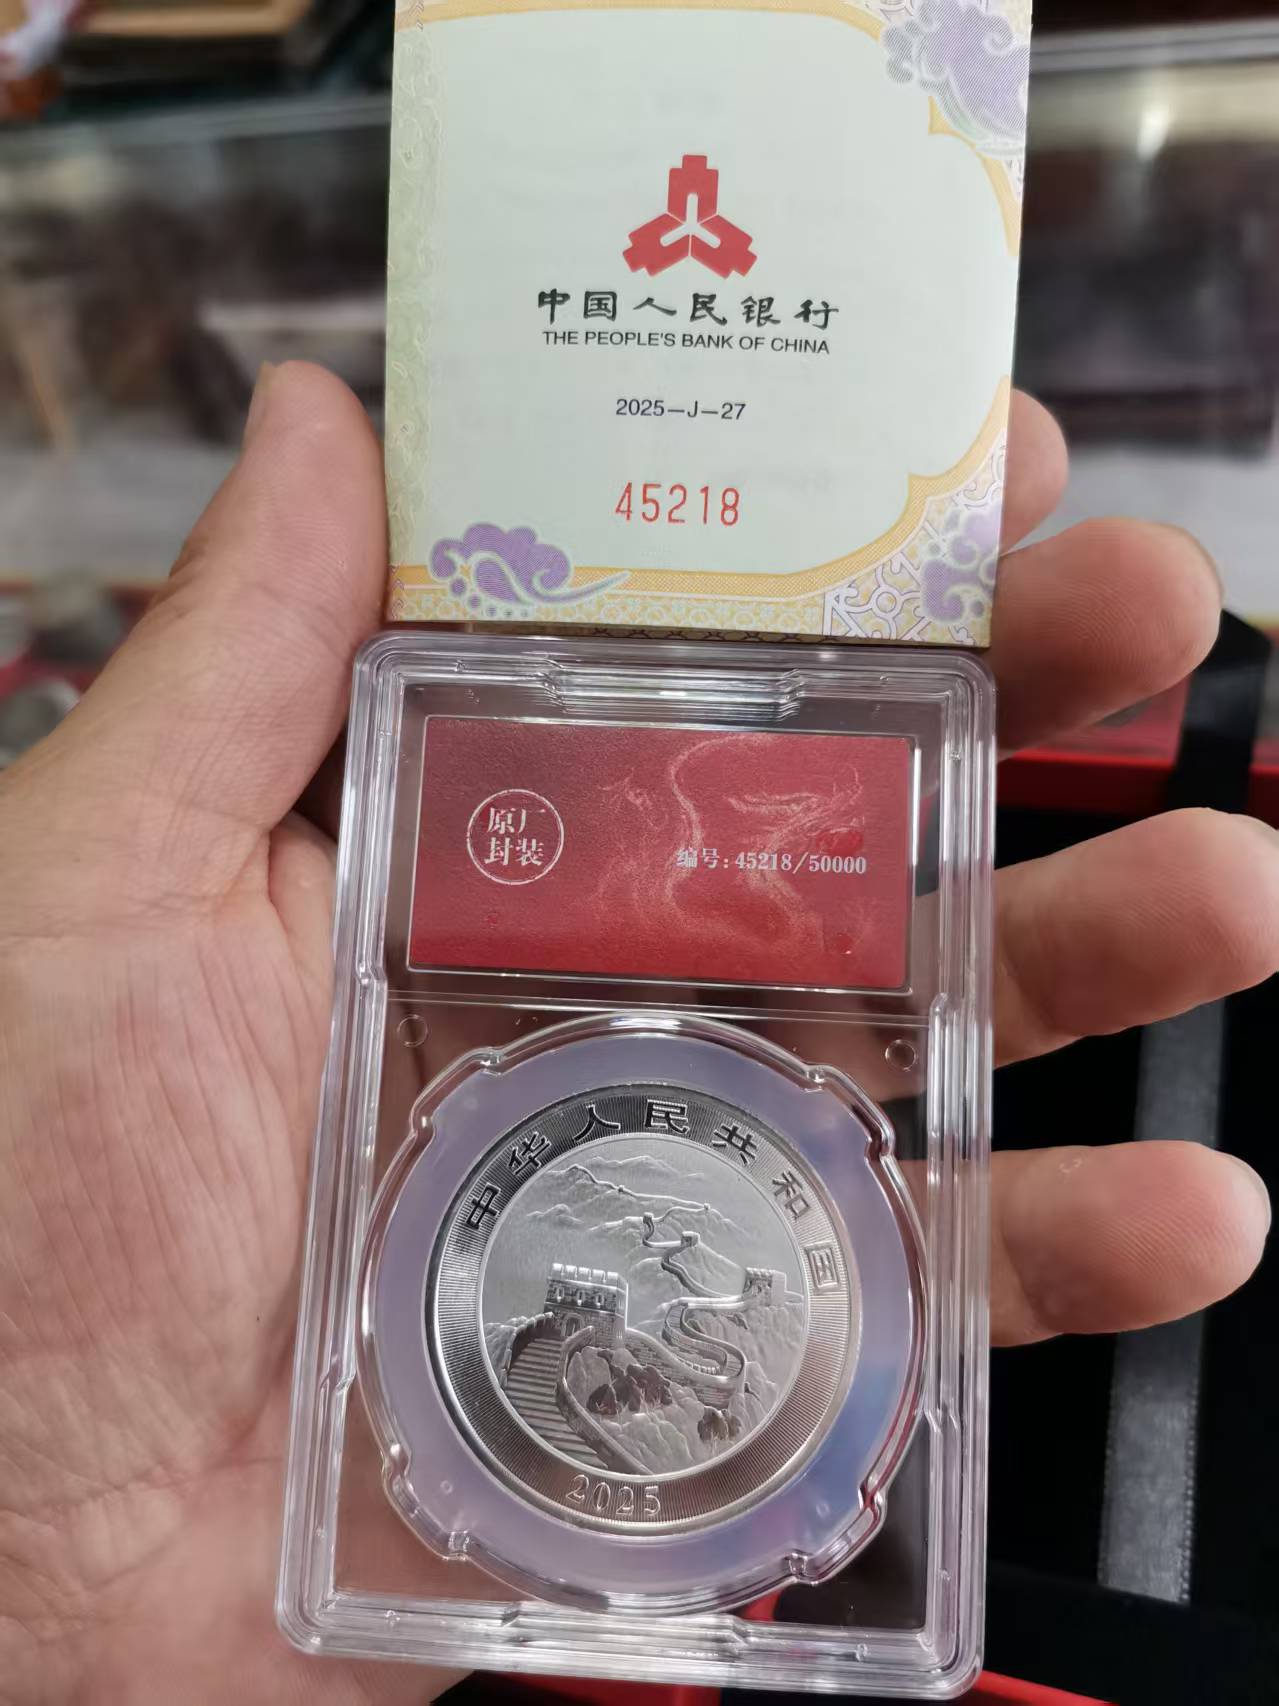 中国人民银行
THE PEOPLE'S BANK OF CHINA
2025—J—27
45218
原厂
封装
编号:45218/50000
中华人民共和国
2025